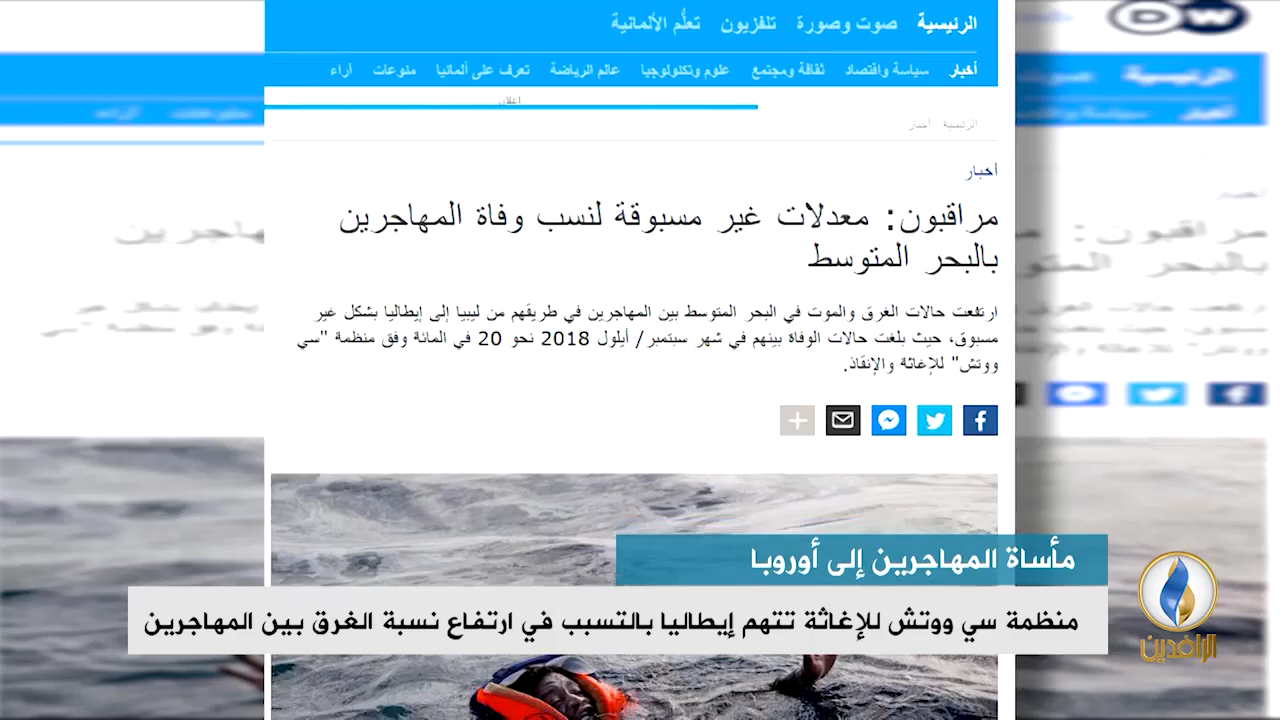 الرئيسية صوت وصورة تلفزيون تعلُّم الألمانية
أخبار سياسة واقتصاد ثقافة ومجتمع علوم وتكنولوجيا عالم الرياضة تعرف على ألمانيا منوعات آراء
إعلان
الرئيسية أخبار
أخبار
مراقبون: معدلات غير مسبوقة لنسب وفاة المهاجرين
بالبحر المتوسط
ارتفعت حالات الغرق والموت في البحر المتوسط بين المهاجرين في طريقهم من ليبيا إلى إيطاليا بشكل غير
مسبوق، حيث بلغت حالات الوفاة بينهم في شهر سبتمبر/ أيلول 2018 نحو 20 في المائة وفق منظمة "سي
ووتش" للإغاثة والإنقاذ.
مأساة المهاجرين إلى أوروبا
منظمة سي ووتش للإغاثة تتهم إيطاليا بالتسبب في ارتفاع نسبة الغرق بين المهاجرين
الرافدين
DW